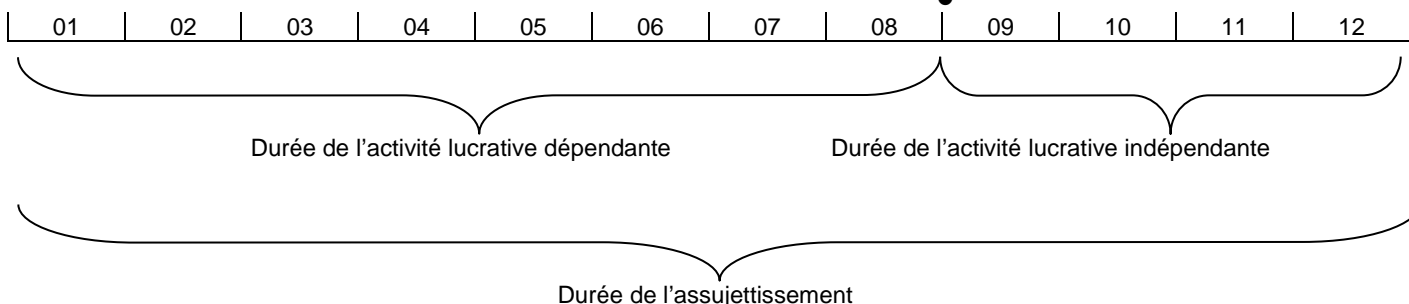 01 02 03 04 05 06 07 08 09 10 11 12
Durée de l'activité lucrative dépendante Durée de l'activité lucrative indépendante
Durée de l'assujettissement